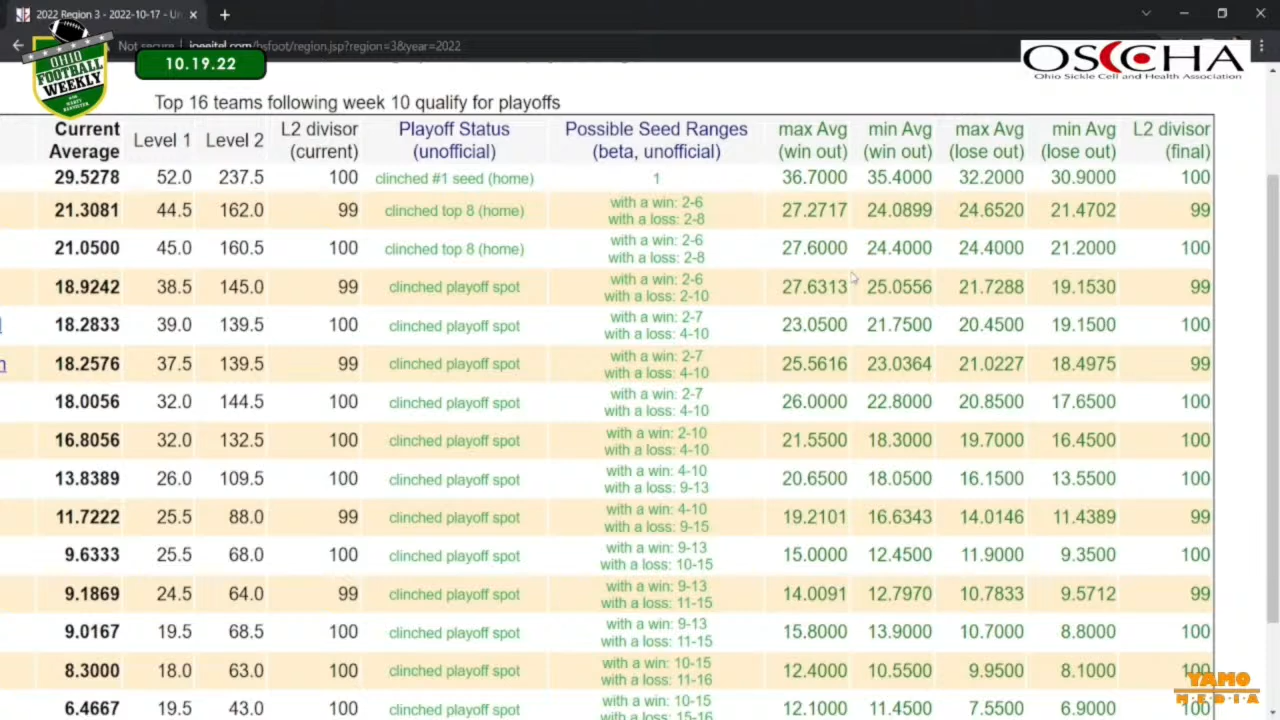 2022 Region 3 - 2022-10-17 - Un
Not secure joeeitel.com/hsfoot/region.jsp?region=3&year=2022
OHIO
FOOTBALL
WEEKLY
10.19.22
OSCCHA
Ohio Sickle Cell and Health Association
Top 16 teams following week 10 qualify for playoffs
Current Average Level 1 Level 2 L2 divisor (current) Playoff Status (unofficial) Possible Seed Ranges (beta, unofficial) max Avg (win out) min Avg (win out) max Avg (lose out) min Avg (lose out) L2 divisor (final)
29.5278 52.0 237.5 100 clinched #1 seed (home) 1 36.7000 35.4000 32.2000 30.9000 100
21.3081 44.5 162.0 99 clinched top 8 (home) with a win: 2-6 with a loss: 2-8 27.2717 24.0899 24.6520 21.4702 99
21.0500 45.0 160.5 100 clinched top 8 (home) with a win: 2-6 with a loss: 2-8 27.6000 24.4000 24.4000 21.2000 100
18.9242 38.5 145.0 99 clinched playoff spot with a win: 2-6 with a loss: 2-10 27.6313 25.0556 21.7288 19.1530 99
18.2833 39.0 139.5 100 clinched playoff spot with a win: 2-7 with a loss: 4-10 23.0500 21.7500 20.4500 19.1500 100
18.2576 37.5 139.5 99 clinched playoff spot with a win: 2-7 with a loss: 4-10 25.5616 23.0364 21.0227 18.4975 99
18.0056 32.0 144.5 100 clinched playoff spot with a win: 2-7 with a loss: 4-10 26.0000 22.8000 20.8500 17.6500 100
16.8056 32.0 132.5 100 clinched playoff spot with a win: 2-10 with a loss: 4-10 21.5500 18.3000 19.7000 16.4500 100
13.8389 26.0 109.5 100 clinched playoff spot with a win: 4-10 with a loss: 9-13 20.6500 18.0500 16.1500 13.5500 100
11.7222 25.5 88.0 99 clinched playoff spot with a win: 4-10 with a loss: 9-15 19.2101 16.6343 14.0146 11.4389 99
9.6333 25.5 68.0 100 clinched playoff spot with a win: 9-13 with a loss: 10-15 15.0000 12.4500 11.9000 9.3500 100
9.1869 24.5 64.0 99 clinched playoff spot with a win: 9-13 with a loss: 11-15 14.0091 12.7970 10.7833 9.5712 99
9.0167 19.5 68.5 100 clinched playoff spot with a win: 9-13 with a loss: 11-15 15.8000 13.9000 10.7000 8.8000 100
8.3000 18.0 63.0 100 clinched playoff spot with a win: 10-15 with a loss: 11-16 12.4000 10.5500 9.9500 8.1000 100
6.4667 19.5 43.0 100 clinched playoff spot with a win: 10-15 with a loss: 15-16 12.1000 11.4500 7.5500 6.9000 100
YAMO
MEDIA